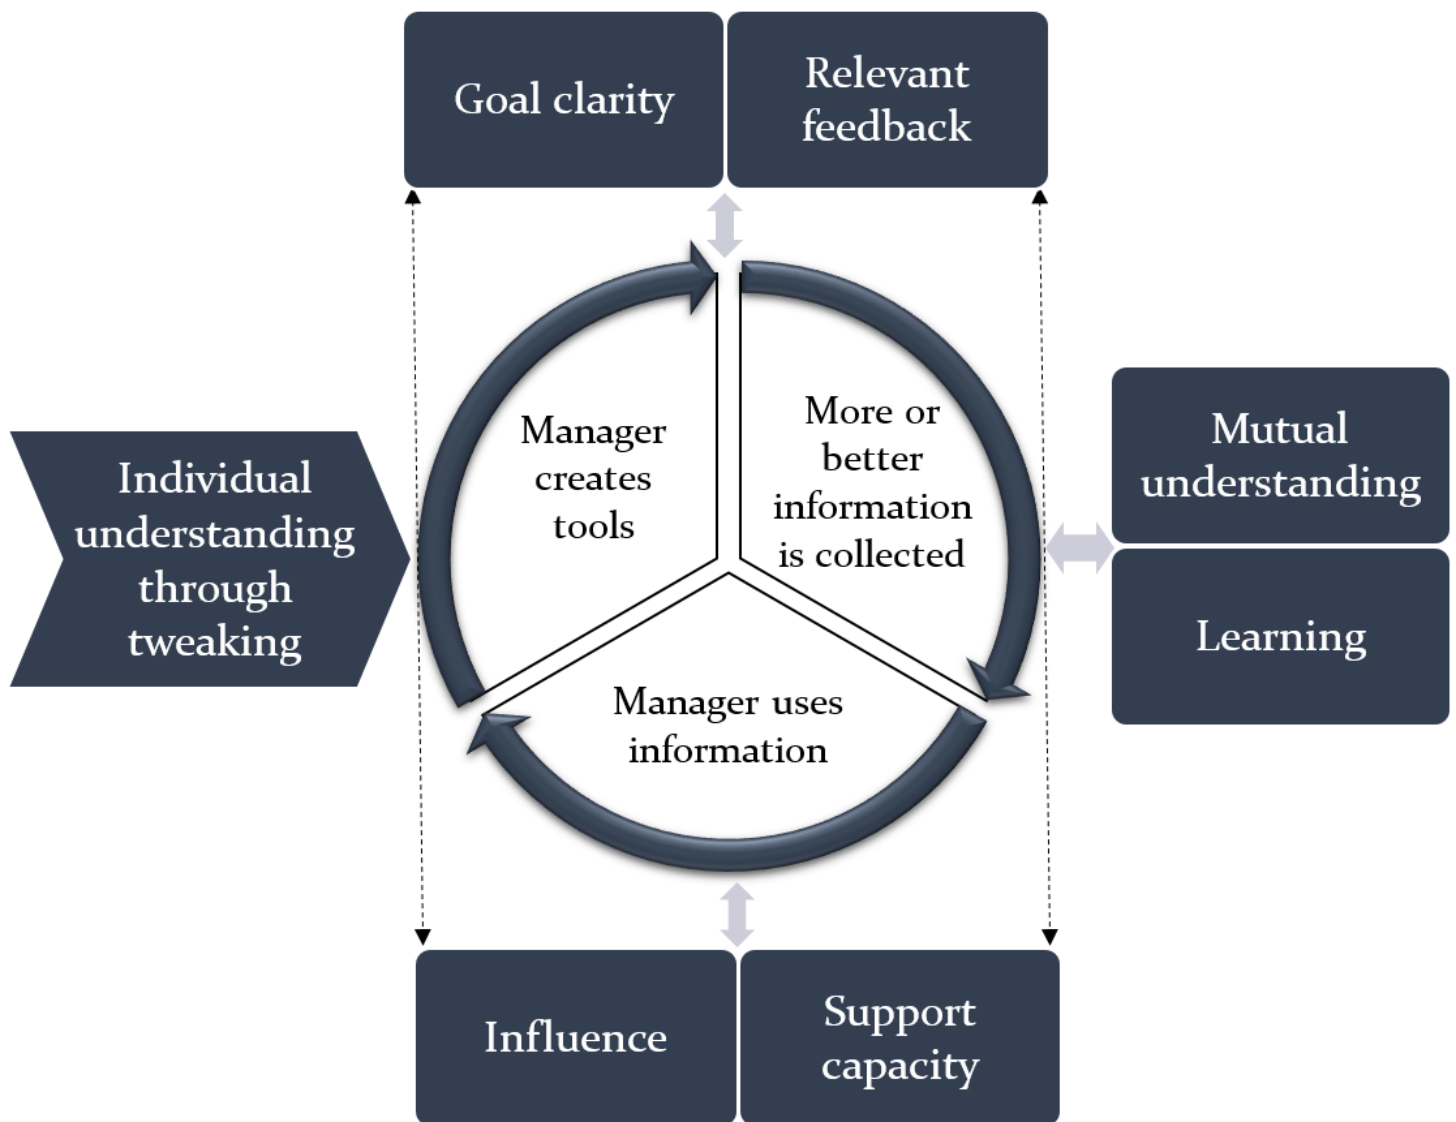 Goal clarity
Relevant
feedback
Individual
understanding
through
tweaking
Manager
creates
tools
More or
better
information
is collected
Manager uses
information
Mutual
understanding
Learning
Influence
Support
capacity